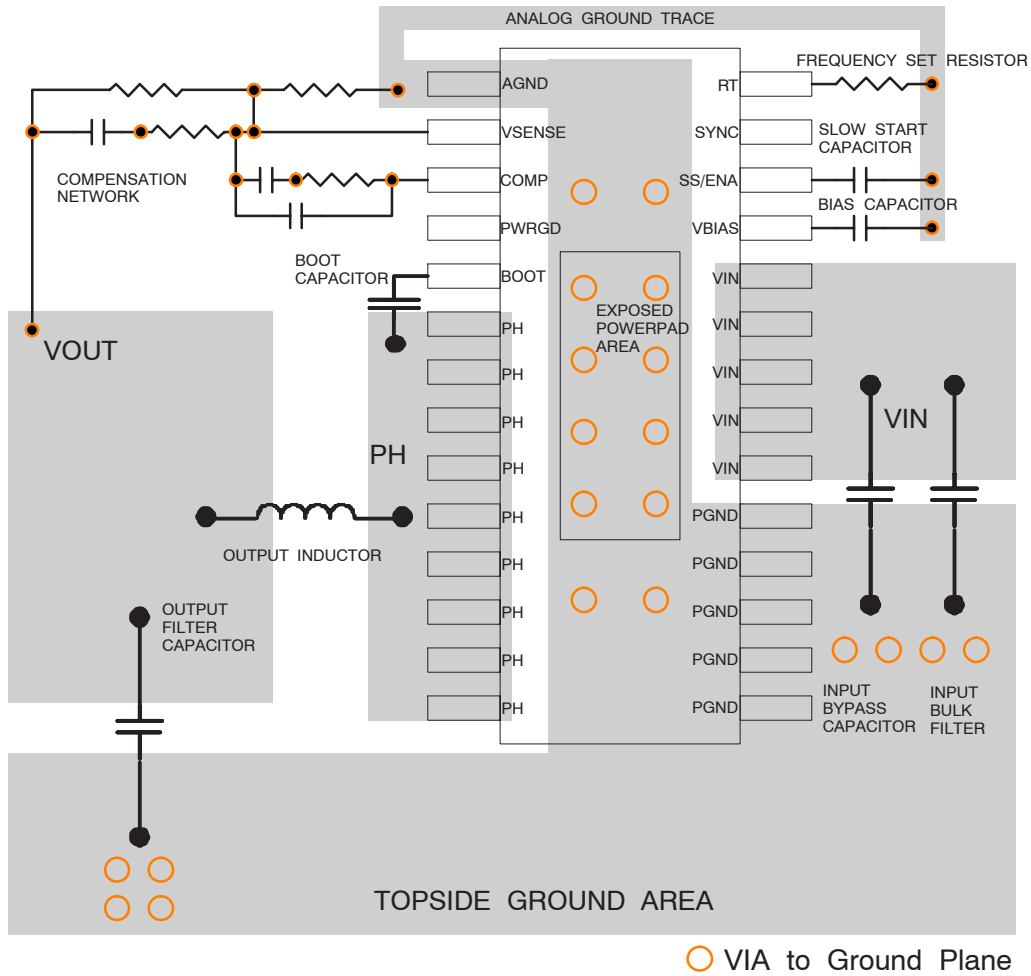 ANALOG GROUND TRACE
FREQUENCY SET RESISTOR
AGND
RT
VSENSE
SYNC
SLOW START
CAPACITOR
COMPENSATION
NETWORK
COMP
SS/ENA
BIAS CAPACITOR
PWRGD
VBIAS
BOOT
CAPACITOR
BOOT
VIN
EXPOSED
POWERPAD
AREA
PH
VIN
VOUT
PH
VIN
PH
VIN
VIN
PH
PH
VIN
PH
PGND
OUTPUT INDUCTOR
PH
PGND
OUTPUT
FILTER
CAPACITOR
PH
PGND
PH
PGND
PH
PGND
INPUT
BYPASS
CAPACITOR
INPUT
BULK
FILTER
TOPSIDE GROUND AREA
VIA to Ground Plane